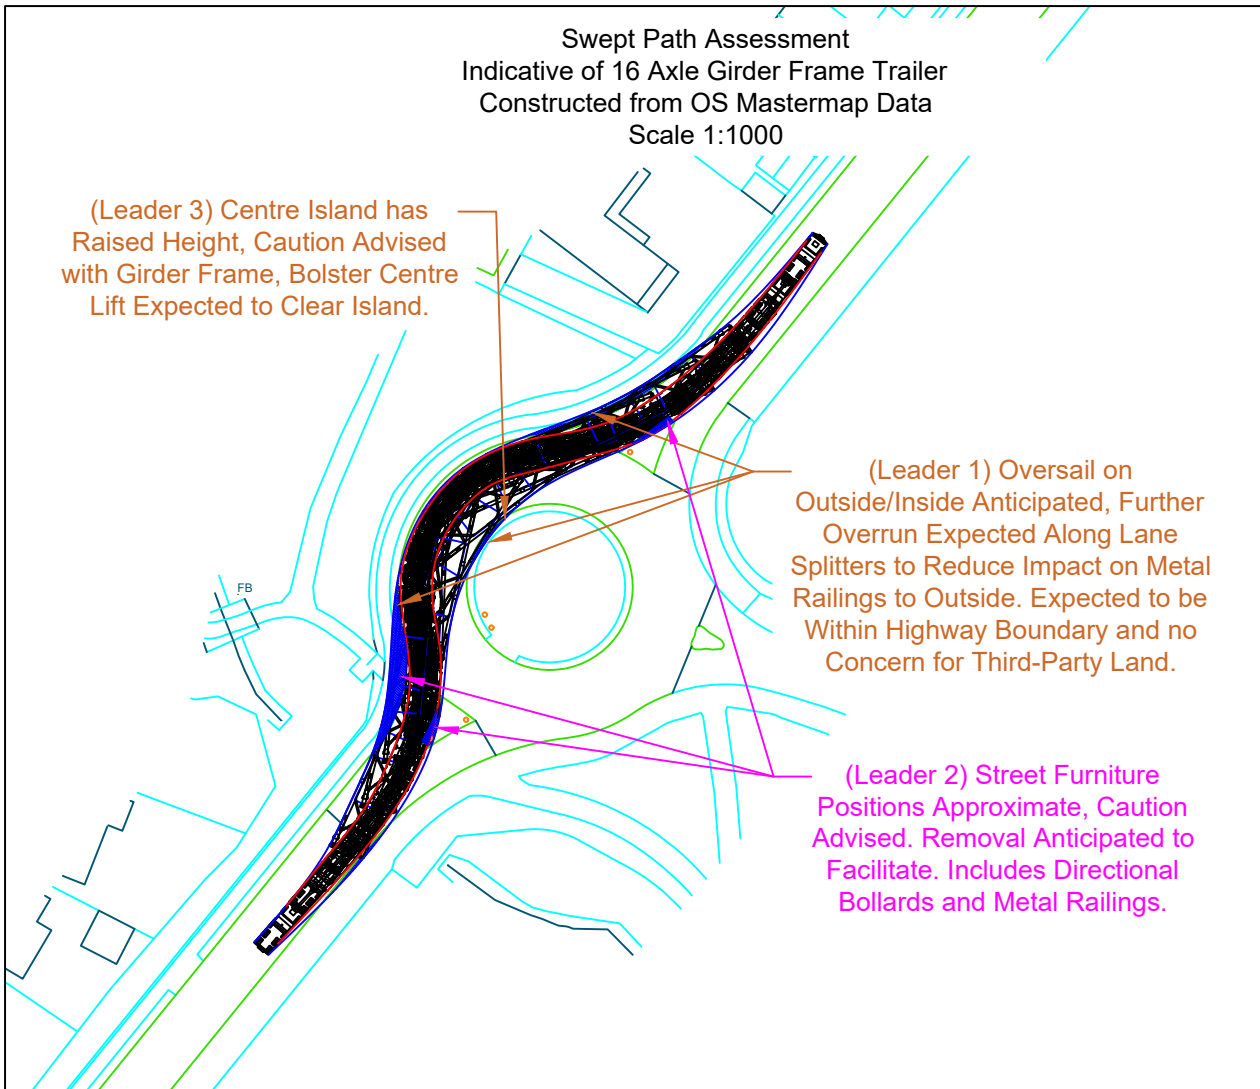 Swept Path Assessment
Indicative of 16 Axle Girder Frame Trailer
Constructed from OS Mastermap Data
Scale 1:1000
(Leader 3) Centre Island has
Raised Height, Caution Advised
with Girder Frame, Bolster Centre
Lift Expected to Clear Island.
(Leader 1) Oversail on
Outside/Inside Anticipated, Further
Overrun Expected Along Lane
Splitters to Reduce Impact on Metal
Railings to Outside. Expected to be
Within Highway Boundary and no
Concern for Third-Party Land.
FB
(Leader 2) Street Furniture
Positions Approximate, Caution
Advised. Removal Anticipated to
Facilitate. Includes Directional
Bollards and Metal Railings.